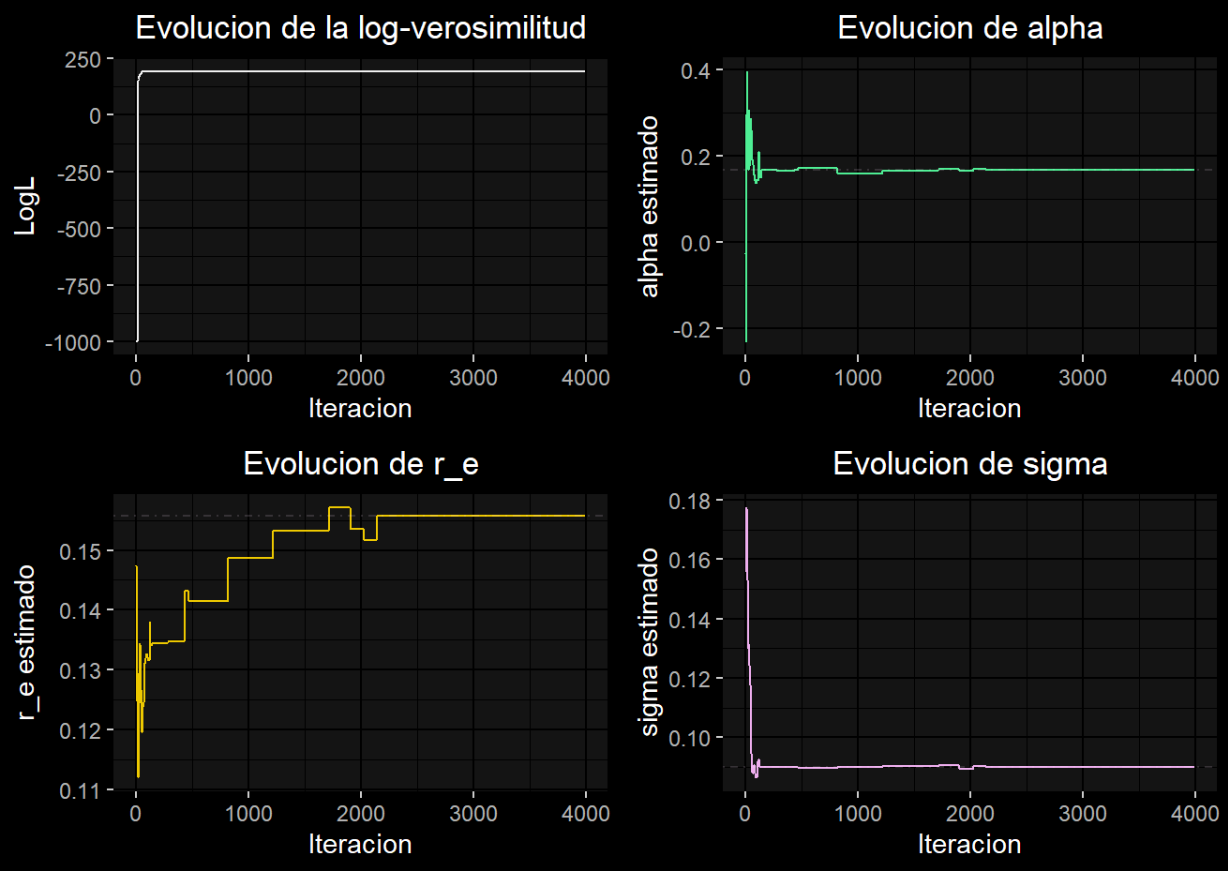 Evolucion de la log-verosimilitud
LogL
250
0
-250
-500
-750
-1000
0 1000 2000 3000 4000
Iteracion
Evolucion de alpha
alpha estimado
0.4
0.2
0.0
-0.2
0 1000 2000 3000 4000
Iteracion
Evolucion de r_e
r_e estimado
0.15
0.14
0.13
0.12
0.11
0 1000 2000 3000 4000
Iteracion
Evolucion de sigma
sigma estimado
0.18
0.16
0.14
0.12
0.10
0 1000 2000 3000 4000
Iteracion